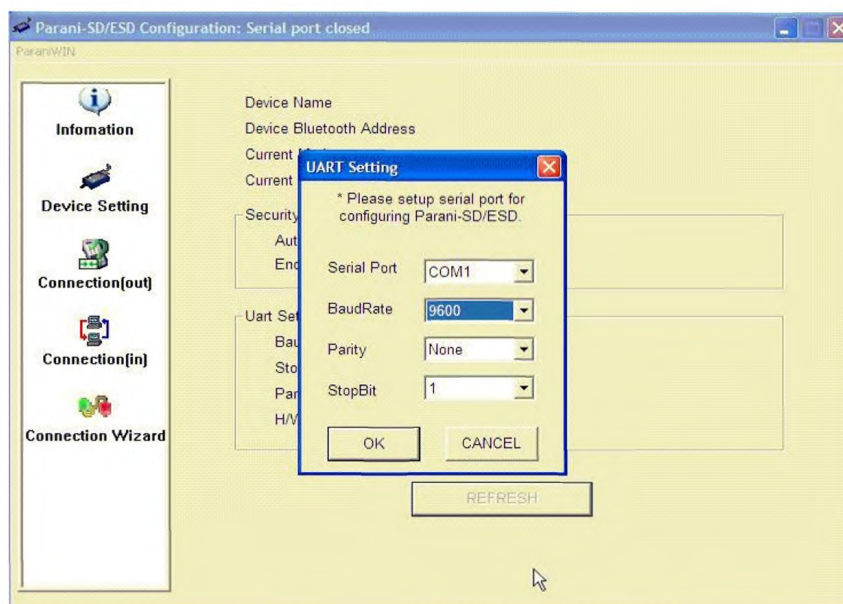 Parani-SD/ESD Configuration: Serial port closed
ParaniWIN
Infomation
Device Setting
Connection(out)
Connection(in)
Connection Wizard
Device Name
Device Bluetooth Address
Current
Current
Security
Aut
Enc
Uart Set
Bau
Sto
Par
H/W
UART Setting
* Please setup serial port for
configuring Parani-SD/ESD.
Serial Port COM1
BaudRate 9600
Parity None
StopBit 1
OK CANCEL
REFRESH